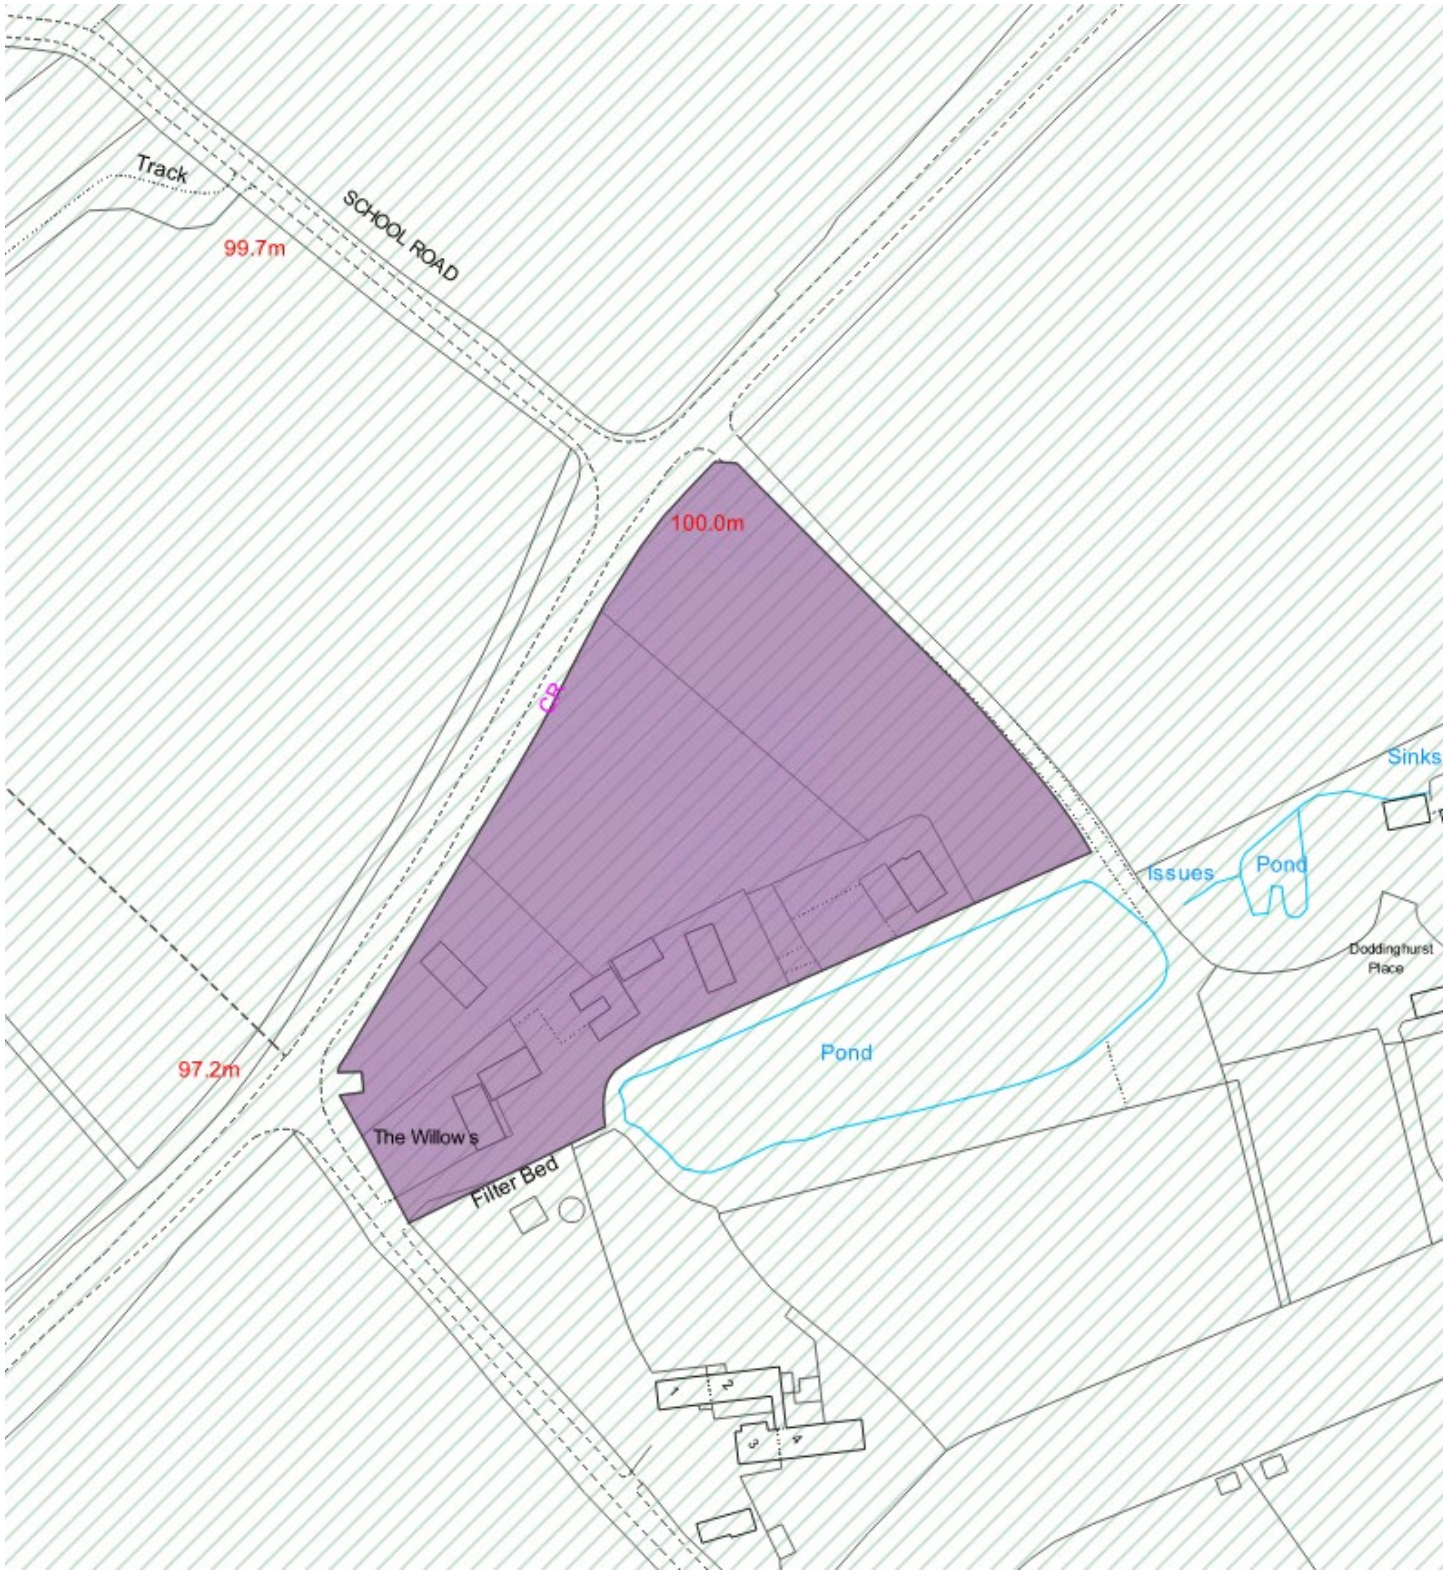 Track
SCHOOL ROAD
99.7m
100.0m
CR
Sinks
Issues
Pond
Doddinghurst
Place
Pond
97.2m
The Willows
Filter Bed
1
2
3
4